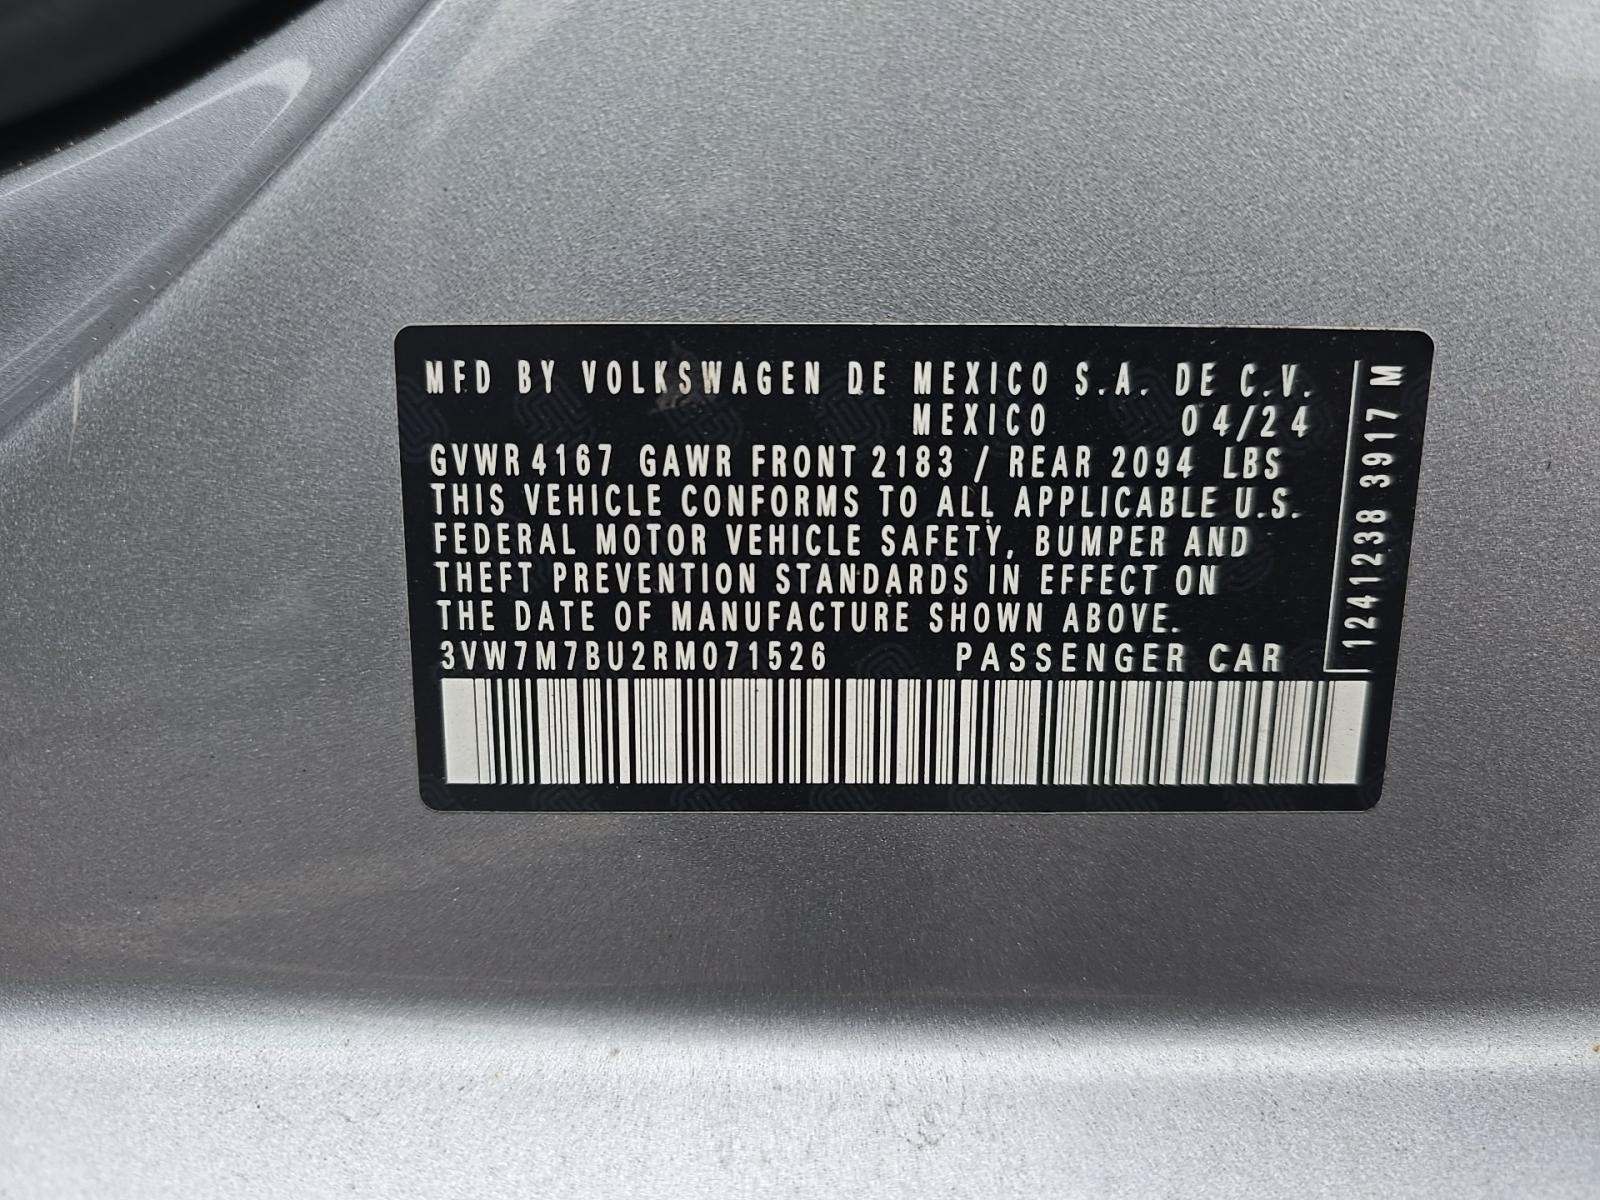 MFD BY VOLKSWAGEN DE MEXICO S.A. DE C.V.
MEXICO 04/24
GVWR 4167 GAWR FRONT 2183 / REAR 2094 LBS
THIS VEHICLE CONFORMS TO ALL APPLICABLE U.S.
FEDERAL MOTOR VEHICLE SAFETY, BUMPER AND
THEFT PREVENTION STANDARDS IN EFFECT ON
THE DATE OF MANUFACTURE SHOWN ABOVE.
3VW7M7BU2RM071526 PASSENGER CAR
1241238 3917 M